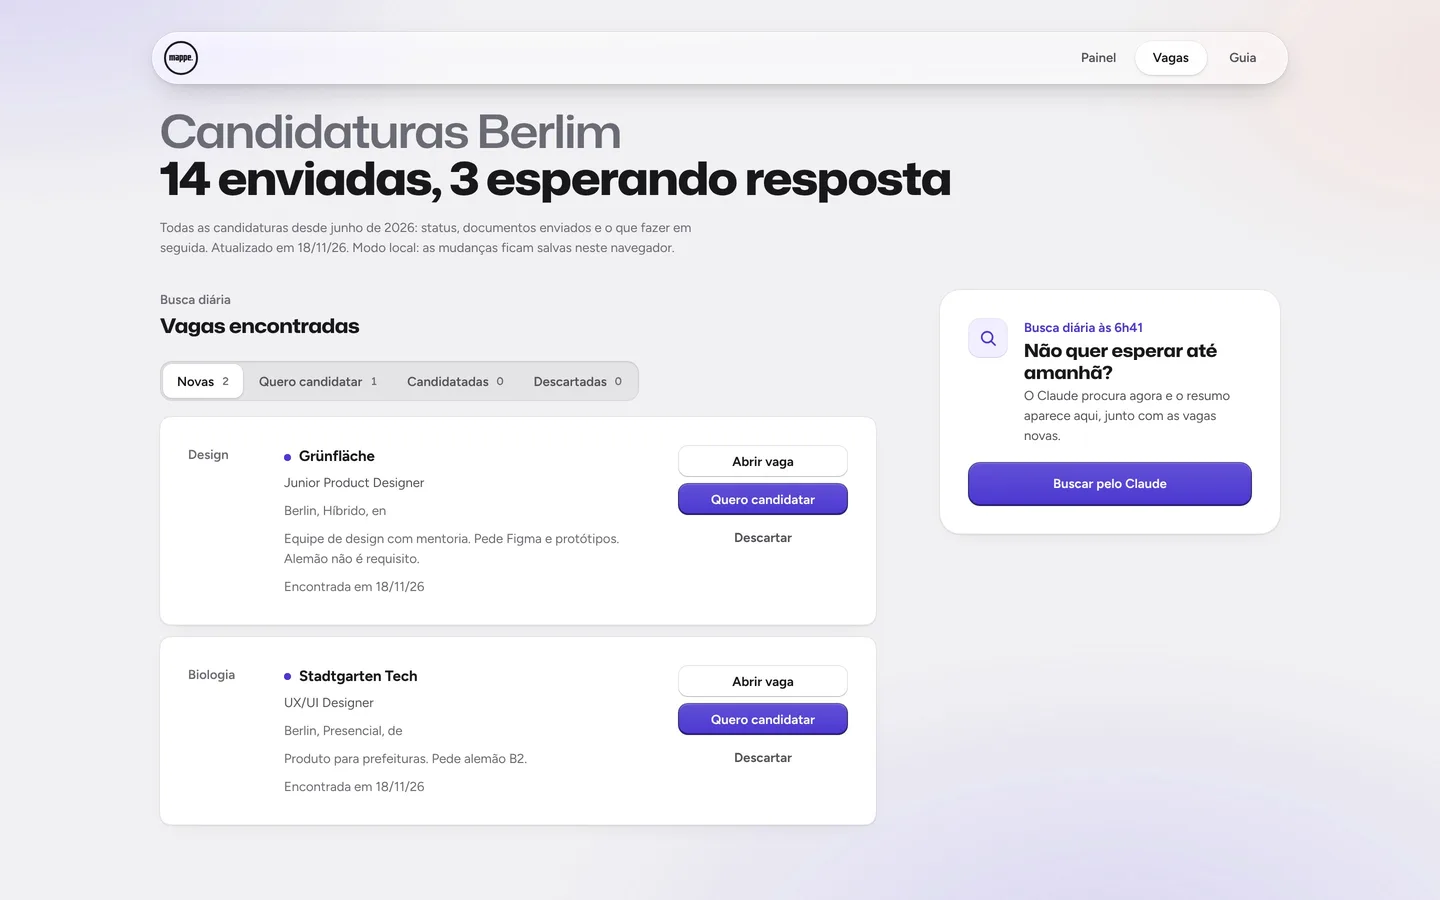 mappe.
Painel
Vagas
Guia
Candidaturas Berlim
14 enviadas, 3 esperando resposta
Todas as candidaturas desde junho de 2026: status, documentos enviados e o que fazer em
seguida. Atualizado em 18/11/26. Modo local: as mudanças ficam salvas neste navegador.
Busca diária
Vagas encontradas
Novas 2
Quero candidatar 1
Candidatadas 0
Descartadas 0
Design
Grünfläche
Junior Product Designer
Berlin, Híbrido, en
Equipe de design com mentoria. Pede Figma e protótipos.
Alemão não é requisito.
Encontrada em 18/11/26
Abrir vaga
Quero candidatar
Descartar
Biologia
Stadtgarten Tech
UX/UI Designer
Berlin, Presencial, de
Produto para prefeituras. Pede alemão B2.
Encontrada em 18/11/26
Abrir vaga
Quero candidatar
Descartar
Busca diária às 6h41
Não quer esperar até
amanhã?
O Claude procura agora e o resumo
aparece aqui, junto com as vagas
novas.
Buscar pelo Claude